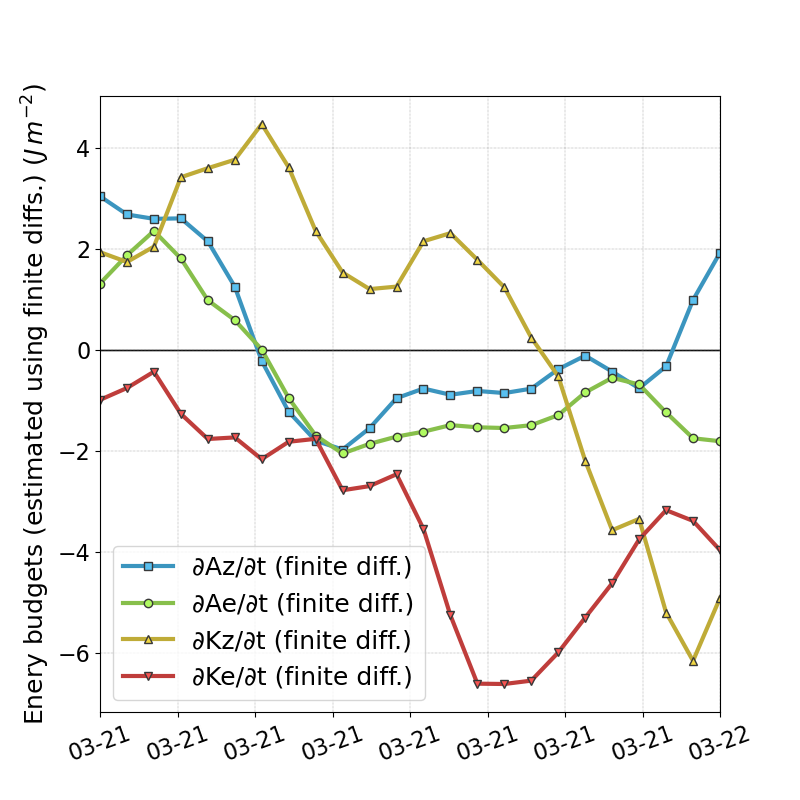 Enery budgets (estimated using finite diffs.) (J m⁻²)
4
2
0
−2
−4
−6
∂Az/∂t (finite diff.)
∂Ae/∂t (finite diff.)
∂Kz/∂t (finite diff.)
∂Ke/∂t (finite diff.)
03-21 03-21 03-21 03-21 03-21 03-21 03-21 03-21 03-22